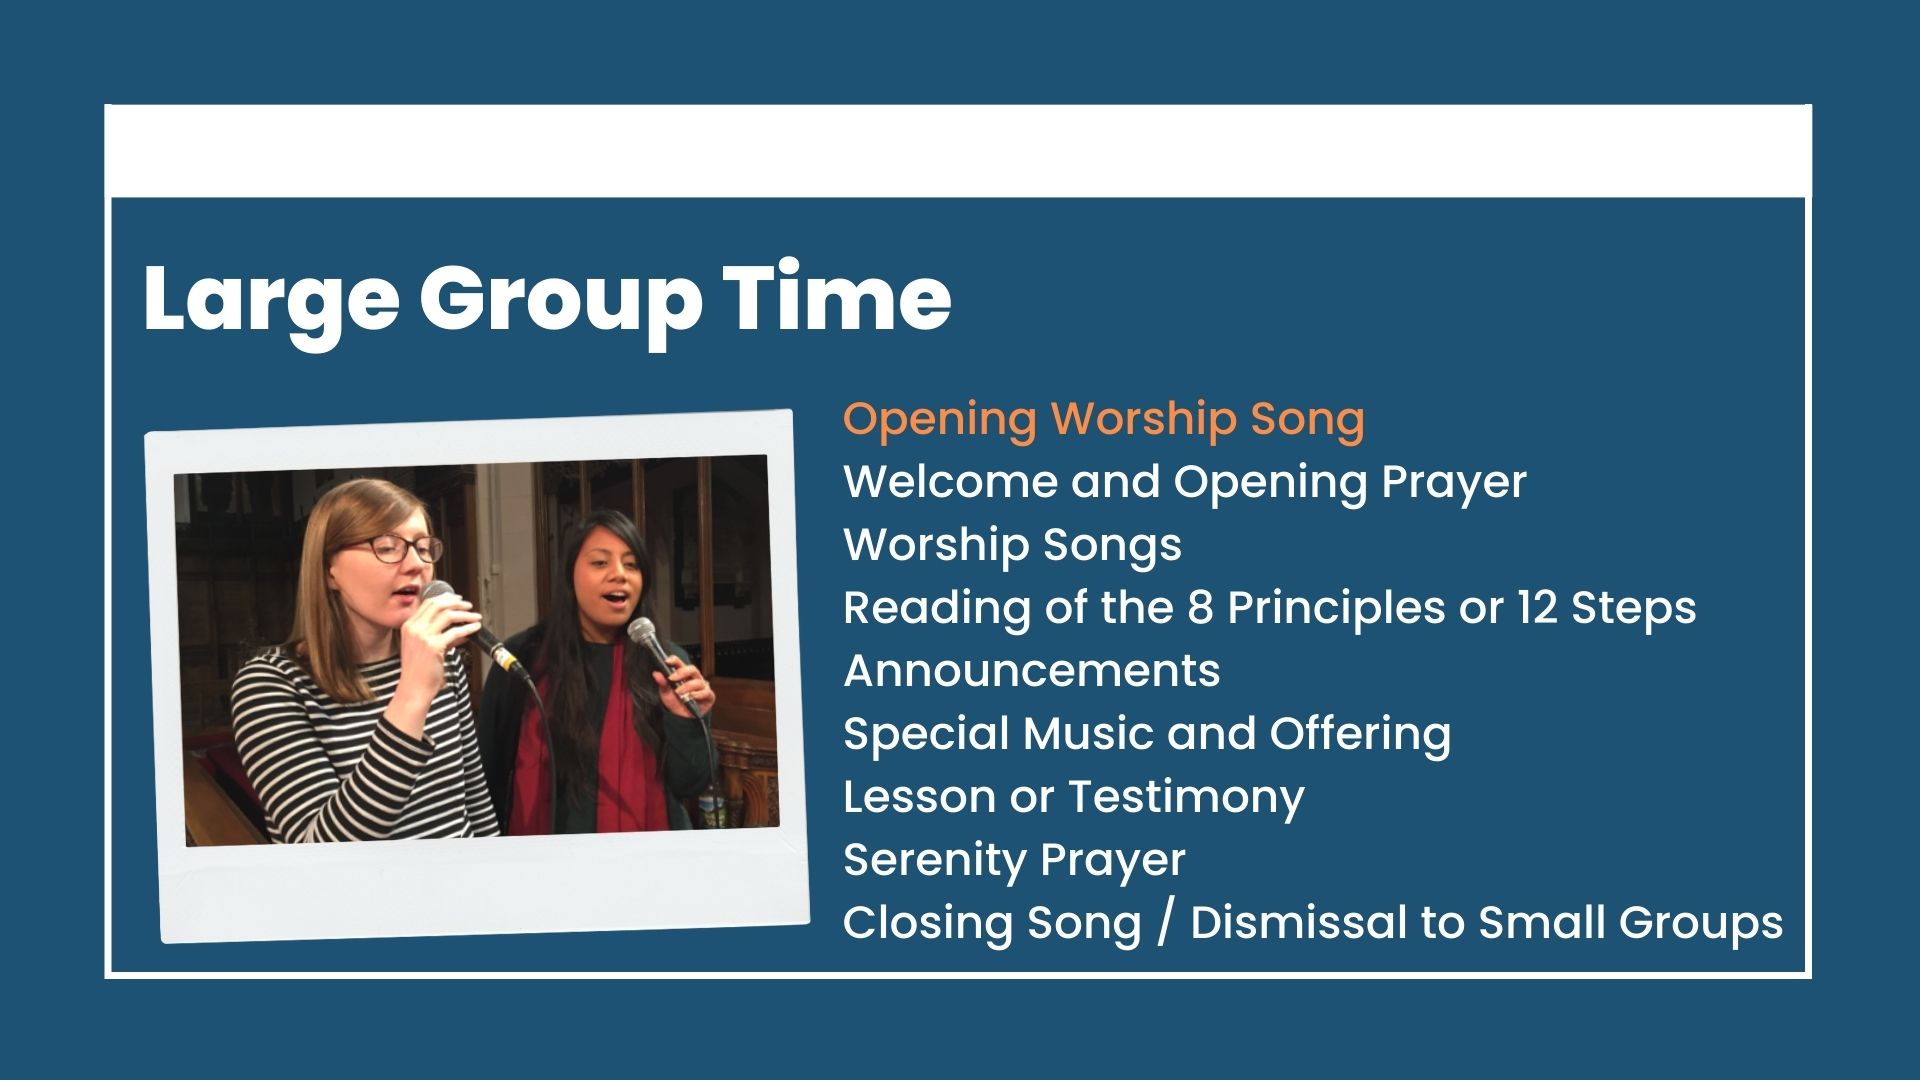 Large Group Time
Opening Worship Song
Welcome and Opening Prayer
Worship Songs
Reading of the 8 Principles or 12 Steps
Announcements
Special Music and Offering
Lesson or Testimony
Serenity Prayer
Closing Song / Dismissal to Small Groups